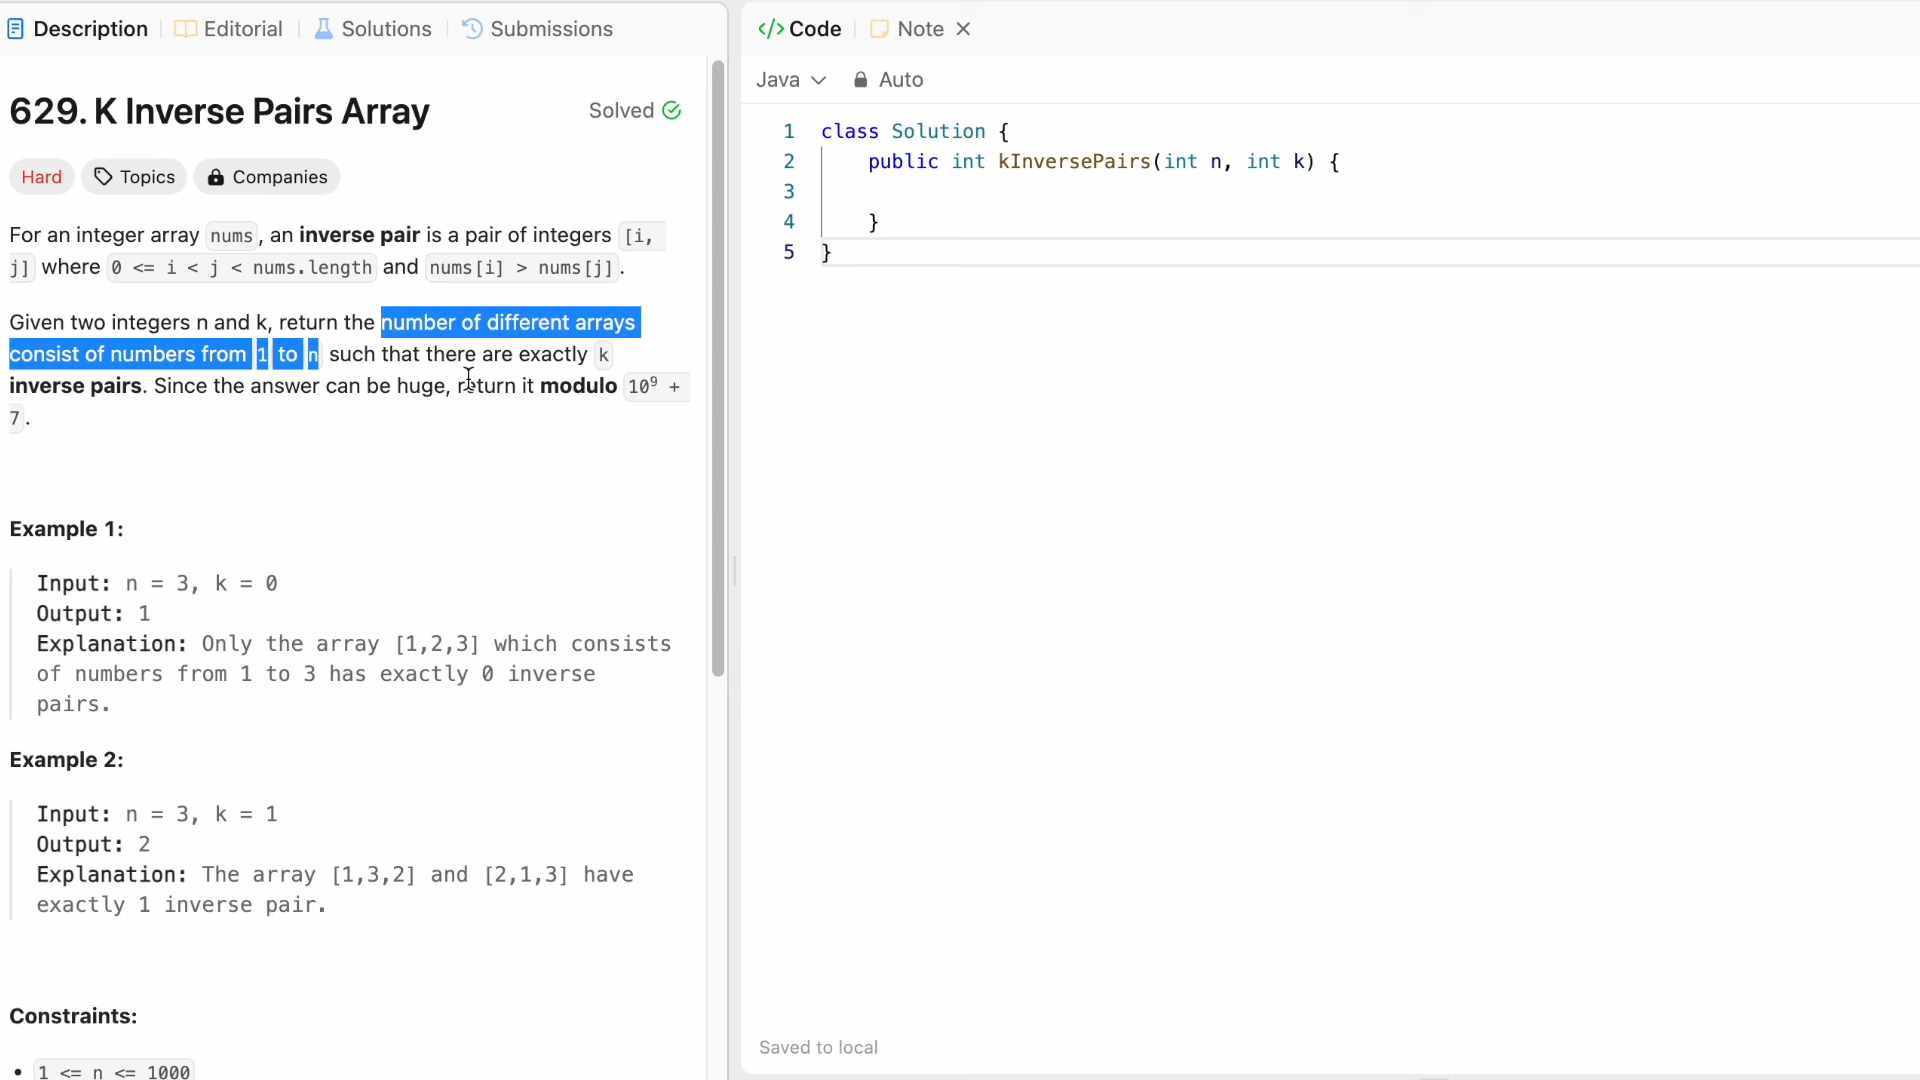 Description
Editorial
Solutions
Submissions
629. K Inverse Pairs Array
Solved
Hard
Topics
Companies
For an integer array nums, an inverse pair is a pair of integers [i,
j] where 0 <= i < j < nums.length and nums[i] > nums[j].
Given two integers n and k, return the number of different arrays
consist of numbers from 1 to n such that there are exactly k
inverse pairs. Since the answer can be huge, return it modulo 10⁹ +
7.
Example 1:
Input: n = 3, k = 0
Output: 1
Explanation: Only the array [1,2,3] which consists
of numbers from 1 to 3 has exactly 0 inverse
pairs.
Example 2:
Input: n = 3, k = 1
Output: 2
Explanation: The array [1,3,2] and [2,1,3] have
exactly 1 inverse pair.
Constraints:
• 1 <= n <= 1000
</> Code
Note
Java
Auto
1 class Solution {
2 public int kInversePairs(int n, int k) {
3
4 }
5 }
Saved to local